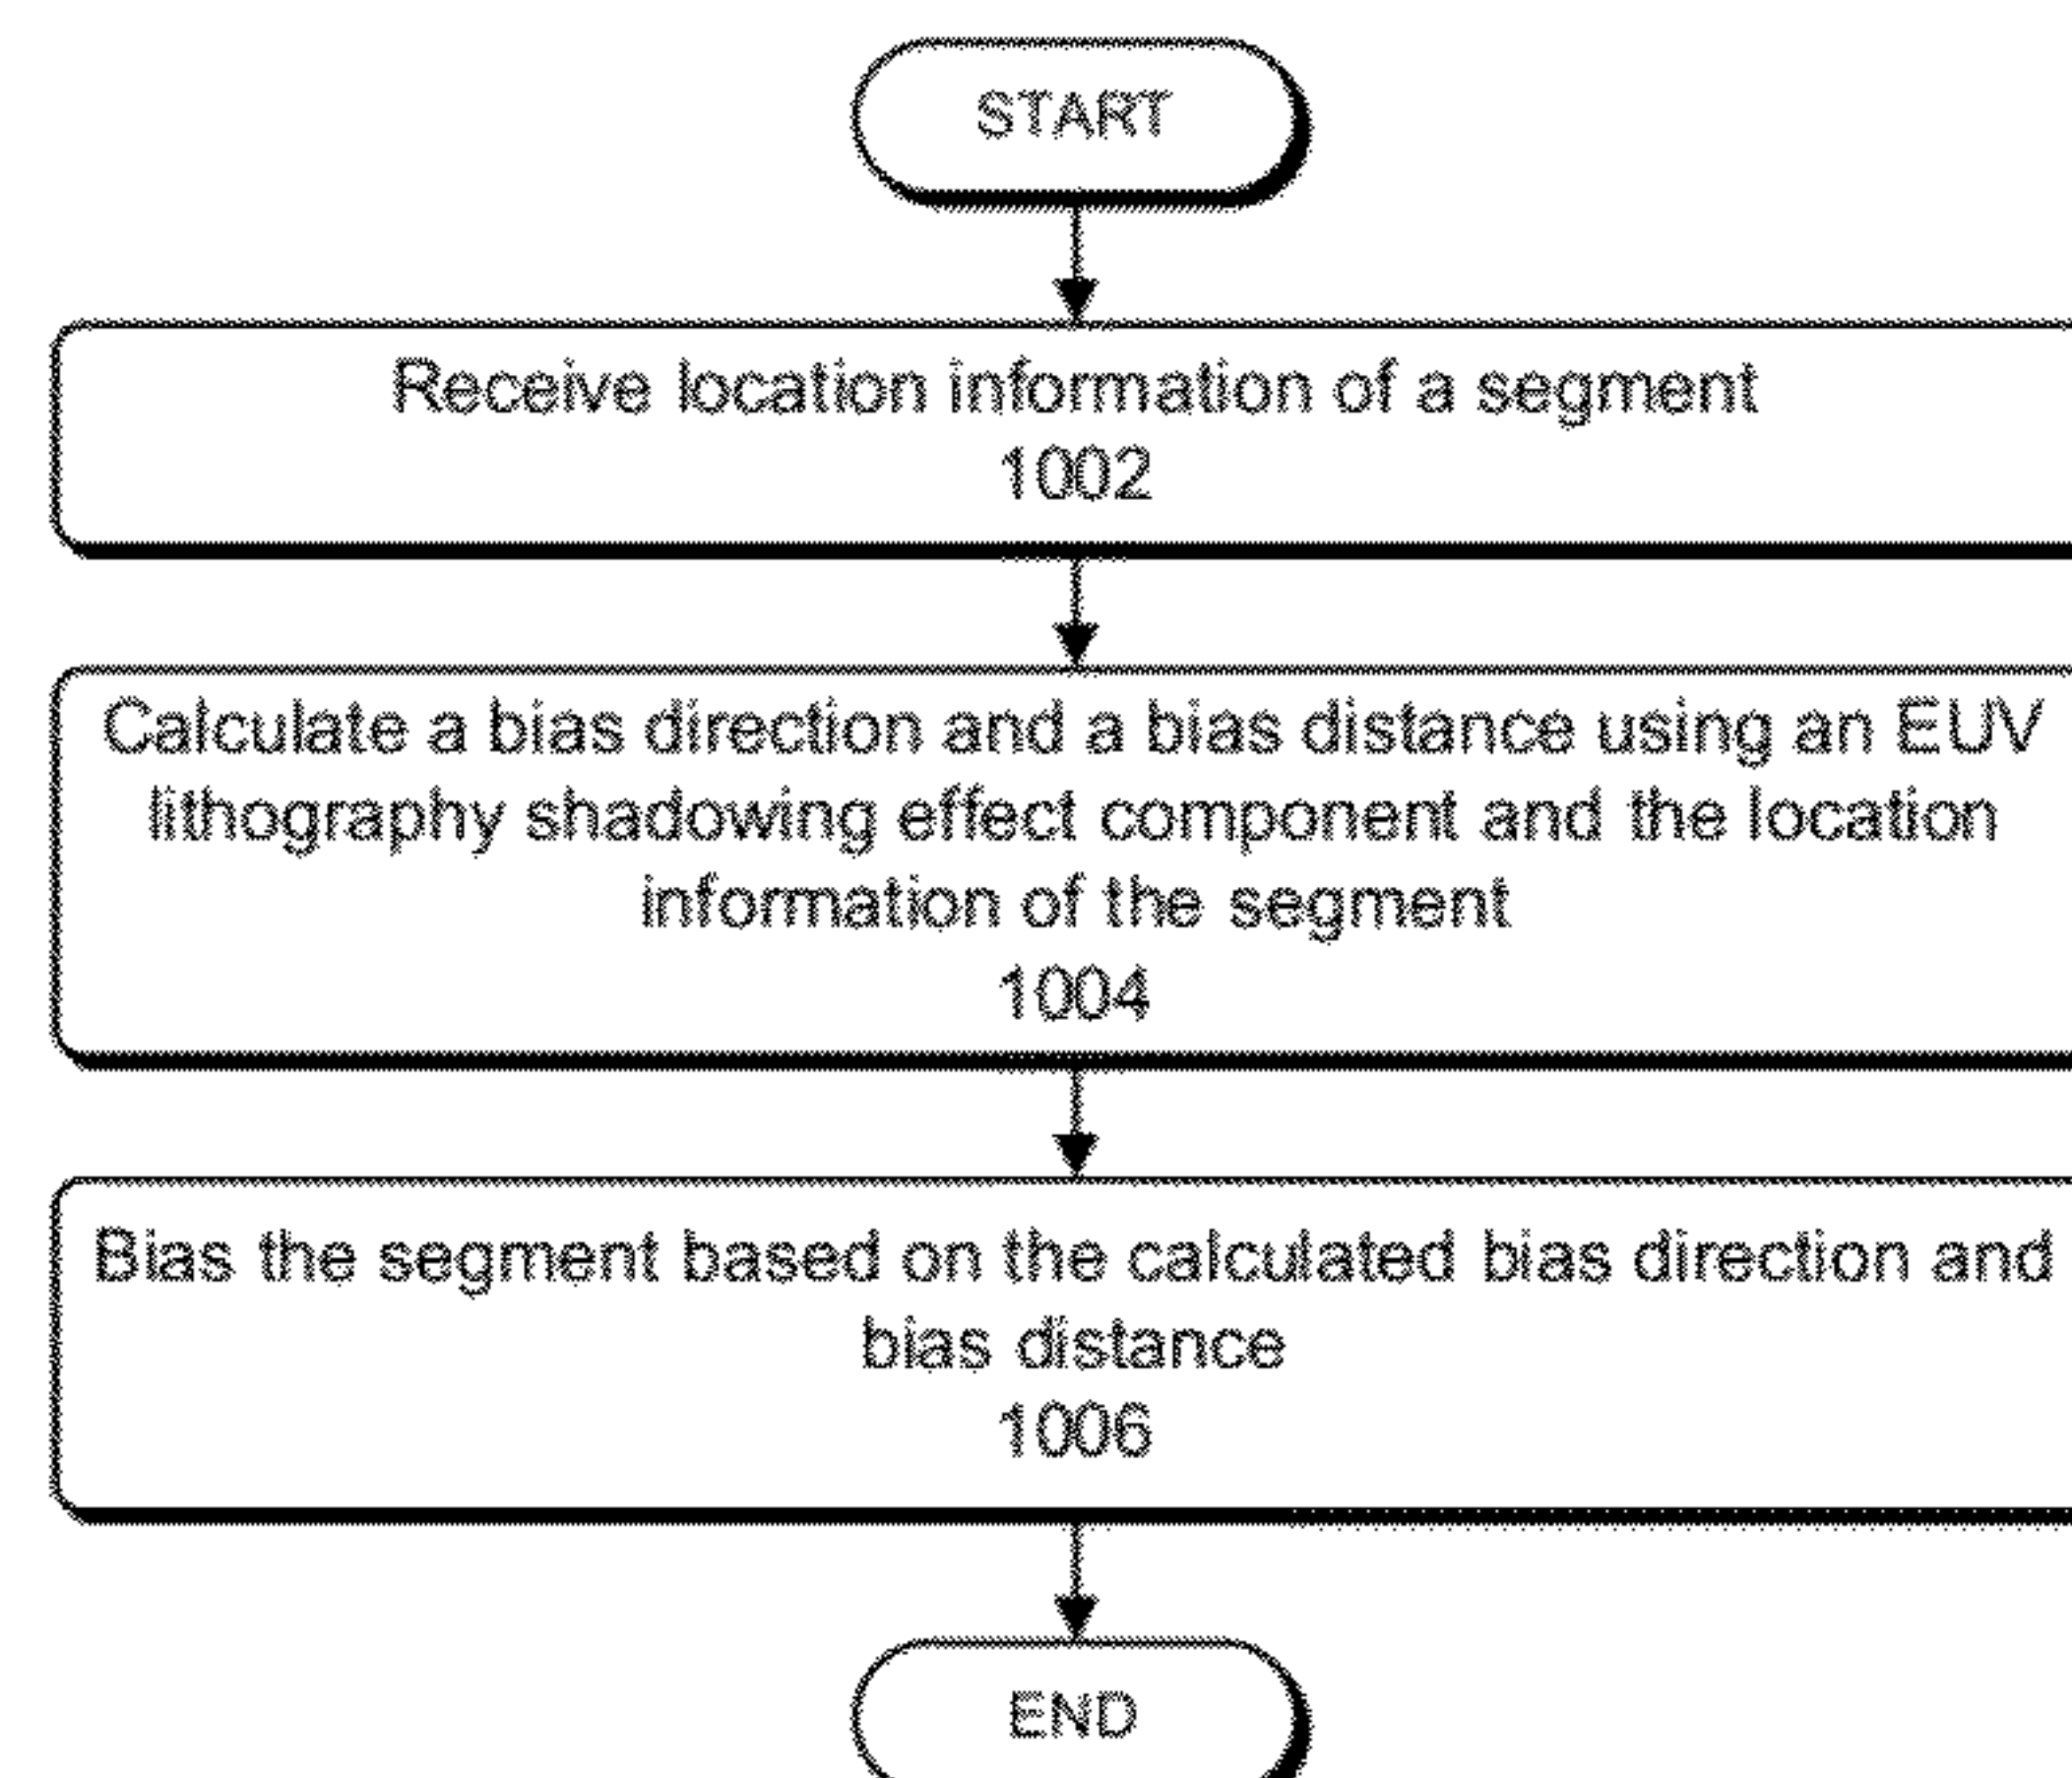 START
Receive location information of a segment
1002
Calculate a bias direction and a bias distance using an EUV
lithography shadowing effect component and the location
information of the segment
1004
Bias the segment based on the calculated bias direction and
bias distance
1006
END